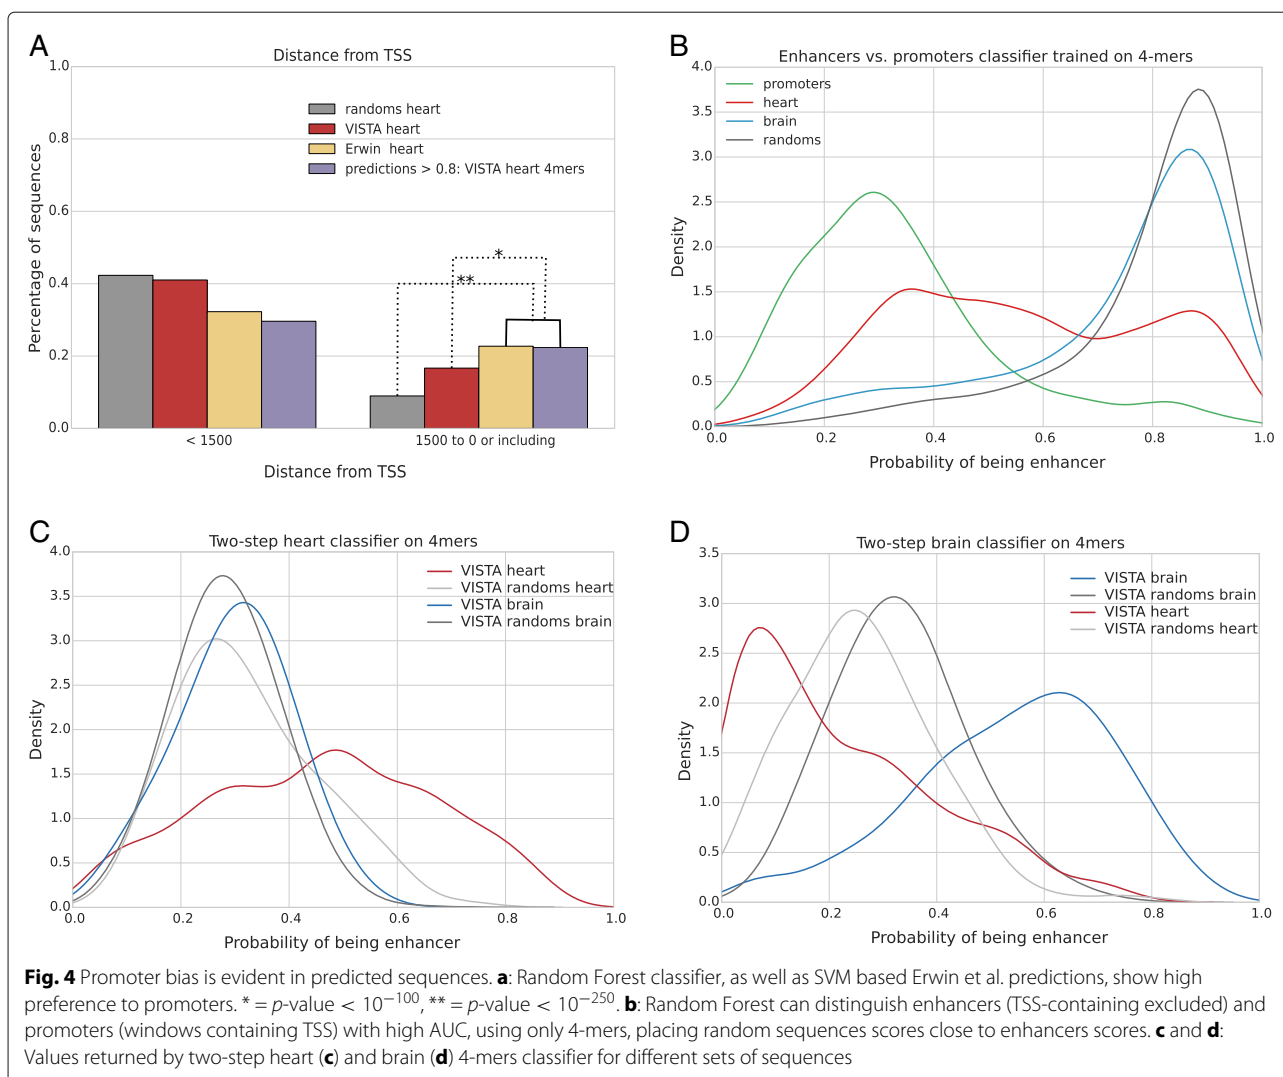 A
Distance from TSS
1.0
0.8
0.6
0.4
0.2
0.0
Percentage of sequences
randoms heart
VISTA heart
Erwin heart
predictions > 0.8: VISTA heart 4mers
*
**
< 1500
1500 to 0 or including
Distance from TSS
B
Enhancers vs. promoters classifier trained on 4-mers
4.0
3.5
3.0
2.5
2.0
1.5
1.0
0.5
0.0
Density
promoters
heart
brain
randoms
0.0 0.2 0.4 0.6 0.8 1.0
Probability of being enhancer
C
Two-step heart classifier on 4mers
4.0
3.5
3.0
2.5
2.0
1.5
1.0
0.5
0.0
Density
VISTA heart
VISTA randoms heart
VISTA brain
VISTA randoms brain
0.0 0.2 0.4 0.6 0.8 1.0
Probability of being enhancer
D
Two-step brain classifier on 4mers
3.5
3.0
2.5
2.0
1.5
1.0
0.5
0.0
Density
VISTA brain
VISTA randoms brain
VISTA heart
VISTA randoms heart
0.0 0.2 0.4 0.6 0.8 1.0
Probability of being enhancer
Fig. 4 Promoter bias is evident in predicted sequences. a: Random Forest classifier, as well as SVM based Erwin et al. predictions, show high
preference to promoters. * = p-value < 10⁻¹⁰⁰, ** = p-value < 10⁻²⁵⁰. b: Random Forest can distinguish enhancers (TSS-containing excluded) and
promoters (windows containing TSS) with high AUC, using only 4-mers, placing random sequences scores close to enhancers scores. c and d:
Values returned by two-step heart (c) and brain (d) 4-mers classifier for different sets of sequences